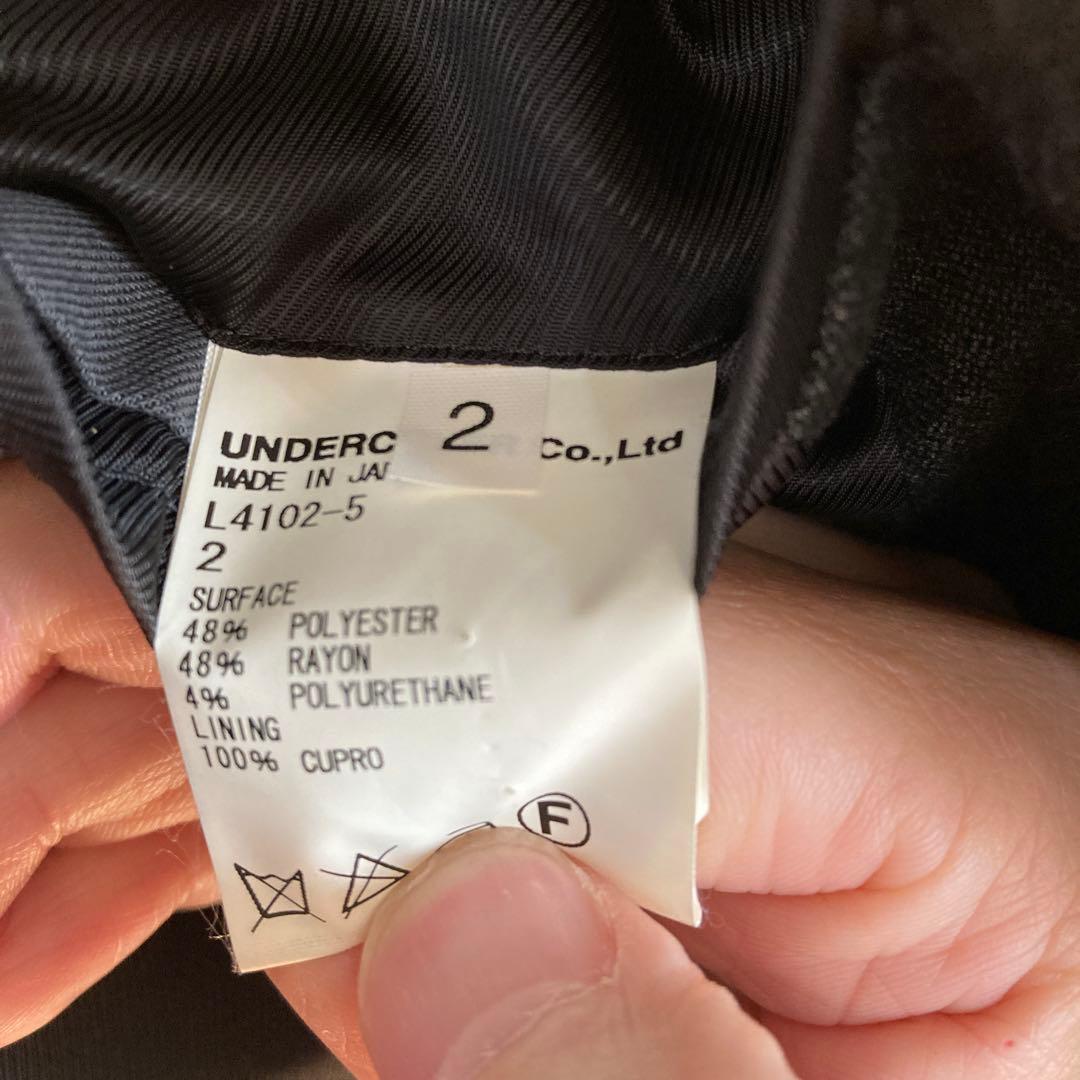 2
UNDERC R Co.,Ltd
MADE IN JA
L4102-5
2
SURFACE
48% POLYESTER
48% RAYON
4% POLYURETHANE
LINING
100% CUPRO
F